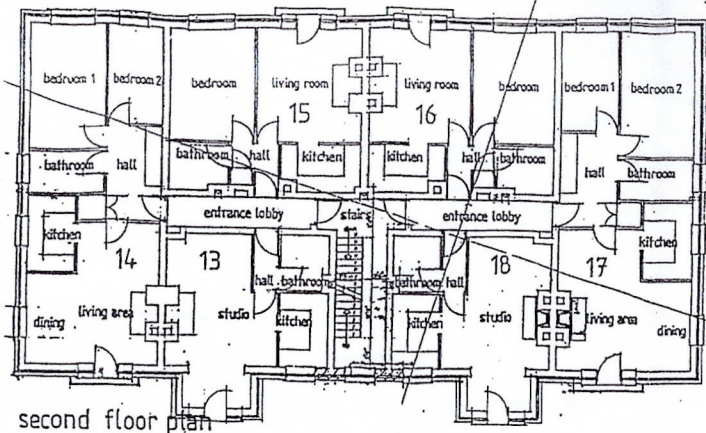 bedroom 1
bedroom 2
bedroom
living room
15
living room
16
bedroom
bedroom 1
bedroom 2
bathroom
hall
bathroom
hall
kitchen
kitchen
hall
bathroom
hall
bathroom
entrance lobby
stairs
entrance lobby
kitchen
14
13
hall
bathroom
bathroom
hall
18
17
kitchen
dining
living area
studio
kitchen
kitchen
studio
living area
dining
second floor plan